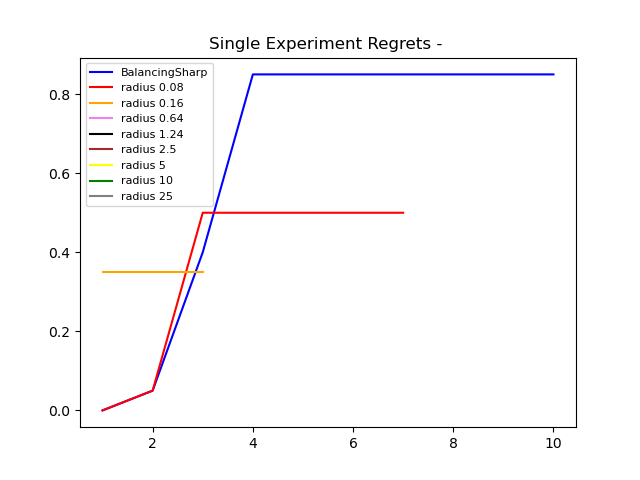 Single Experiment Regrets -
BalancingSharp
radius 0.08
radius 0.16
radius 0.64
radius 1.24
radius 2.5
radius 5
radius 10
radius 25
0.8
0.6
0.4
0.2
0.0
2 4 6 8 10